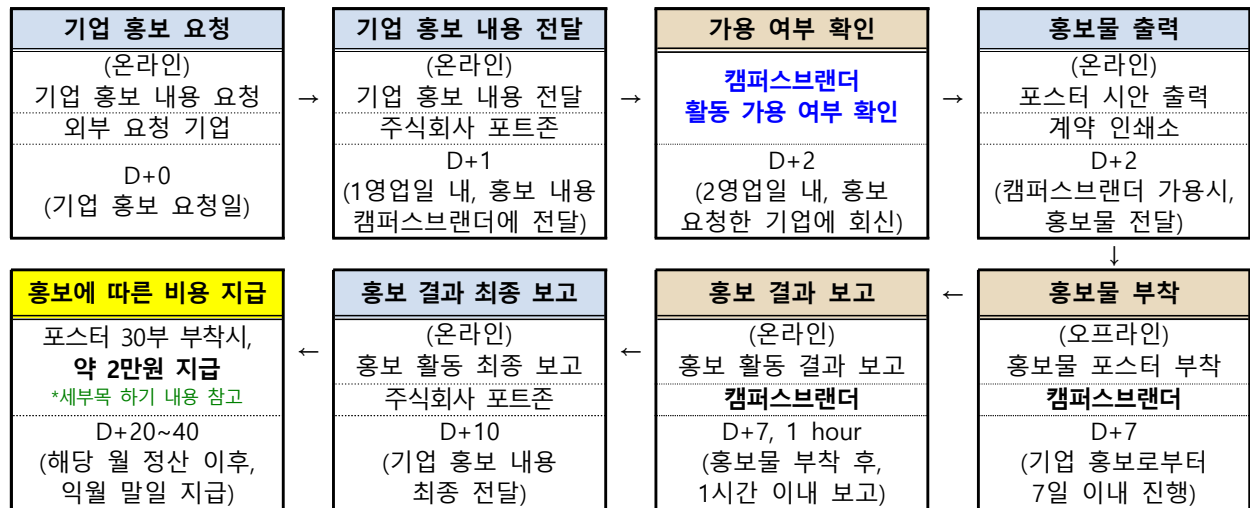 기업 홍보 요청
(온라인)
기업 홍보 내용 요청
외부 요청 기업
D+0
(기업 홍보 요청일)
→
기업 홍보 내용 전달
(온라인)
기업 홍보 내용 전달
주식회사 포트존
D+1
(1영업일 내, 홍보 내용
캠퍼스브랜더에 전달)
→
가용 여부 확인
캠퍼스브랜더
활동 가용 여부 확인
D+2
(2영업일 내, 홍보
요청한 기업에 회신)
→
홍보물 출력
(온라인)
포스터 시안 출력
계약 인쇄소
D+2
(캠퍼스브랜더 가용시,
홍보물 전달)
↓
홍보물 부착
(오프라인)
홍보물 포스터 부착
캠퍼스브랜더
D+7
(기업 홍보로부터
7일 이내 진행)
←
홍보 결과 보고
(온라인)
홍보 활동 결과 보고
캠퍼스브랜더
D+7, 1 hour
(홍보물 부착 후,
1시간 이내 보고)
←
홍보 결과 최종 보고
(온라인)
홍보 활동 최종 보고
주식회사 포트존
D+10
(기업 홍보 내용
최종 전달)
←
홍보에 따른 비용 지급
포스터 30부 부착시,
약 2만원 지급
*세부목 하기 내용 참고
D+20~40
(해당 월 정산 이후,
익월 말일 지급)